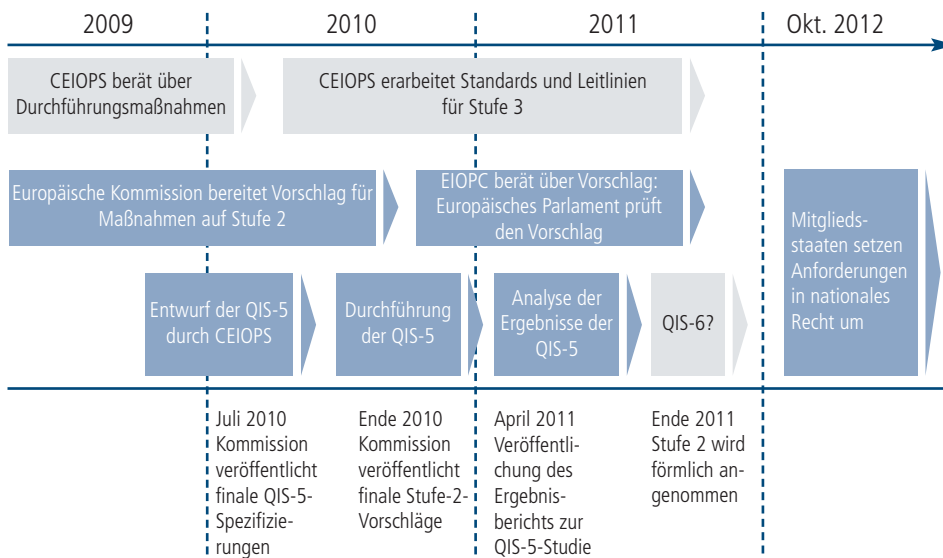 2009
2010
2011
Okt. 2012
CEIOPS berät über
Durchführungsmaßnahmen
CEIOPS erarbeitet Standards und Leitlinien
für Stufe 3
Europäische Kommission bereitet Vorschlag für
Maßnahmen auf Stufe 2
EIOPC berät über Vorschlag:
Europäisches Parlament prüft
den Vorschlag
Mitglieds-
staaten setzen
Anforderungen
in nationales
Recht um
Entwurf der QIS-5
durch CEIOPS
Durchführung
der QIS-5
Analyse der
Ergebnisse der
QIS-5
QIS-6?
Juli 2010
Kommission
veröffentlicht
finale QIS-5-
Spezifizie-
rungen
Ende 2010
Kommission
veröffentlicht
finale Stufe-2-
Vorschläge
April 2011
Veröffentli-
chung des
Ergebnis-
berichts zur
QIS-5-Studie
Ende 2011
Stufe 2 wird
förmlich an-
genommen